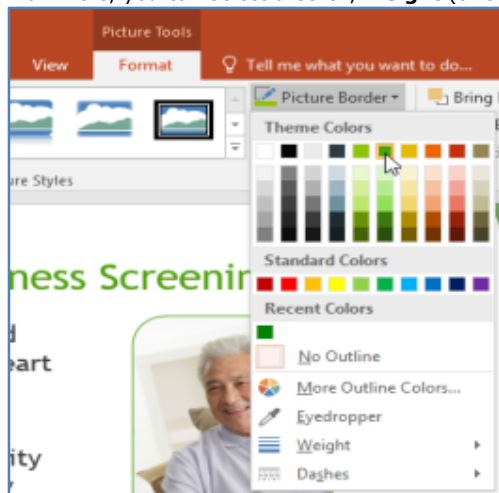 Picture Tools
View Format Tell me what you want to do...
Picture Border Bring
Theme Colors
ure Styles
Standard Colors
ness Screenin
Recent Colors
eart
No Outline
More Outline Colors...
Eyedropper
ity
Weight
Dashes